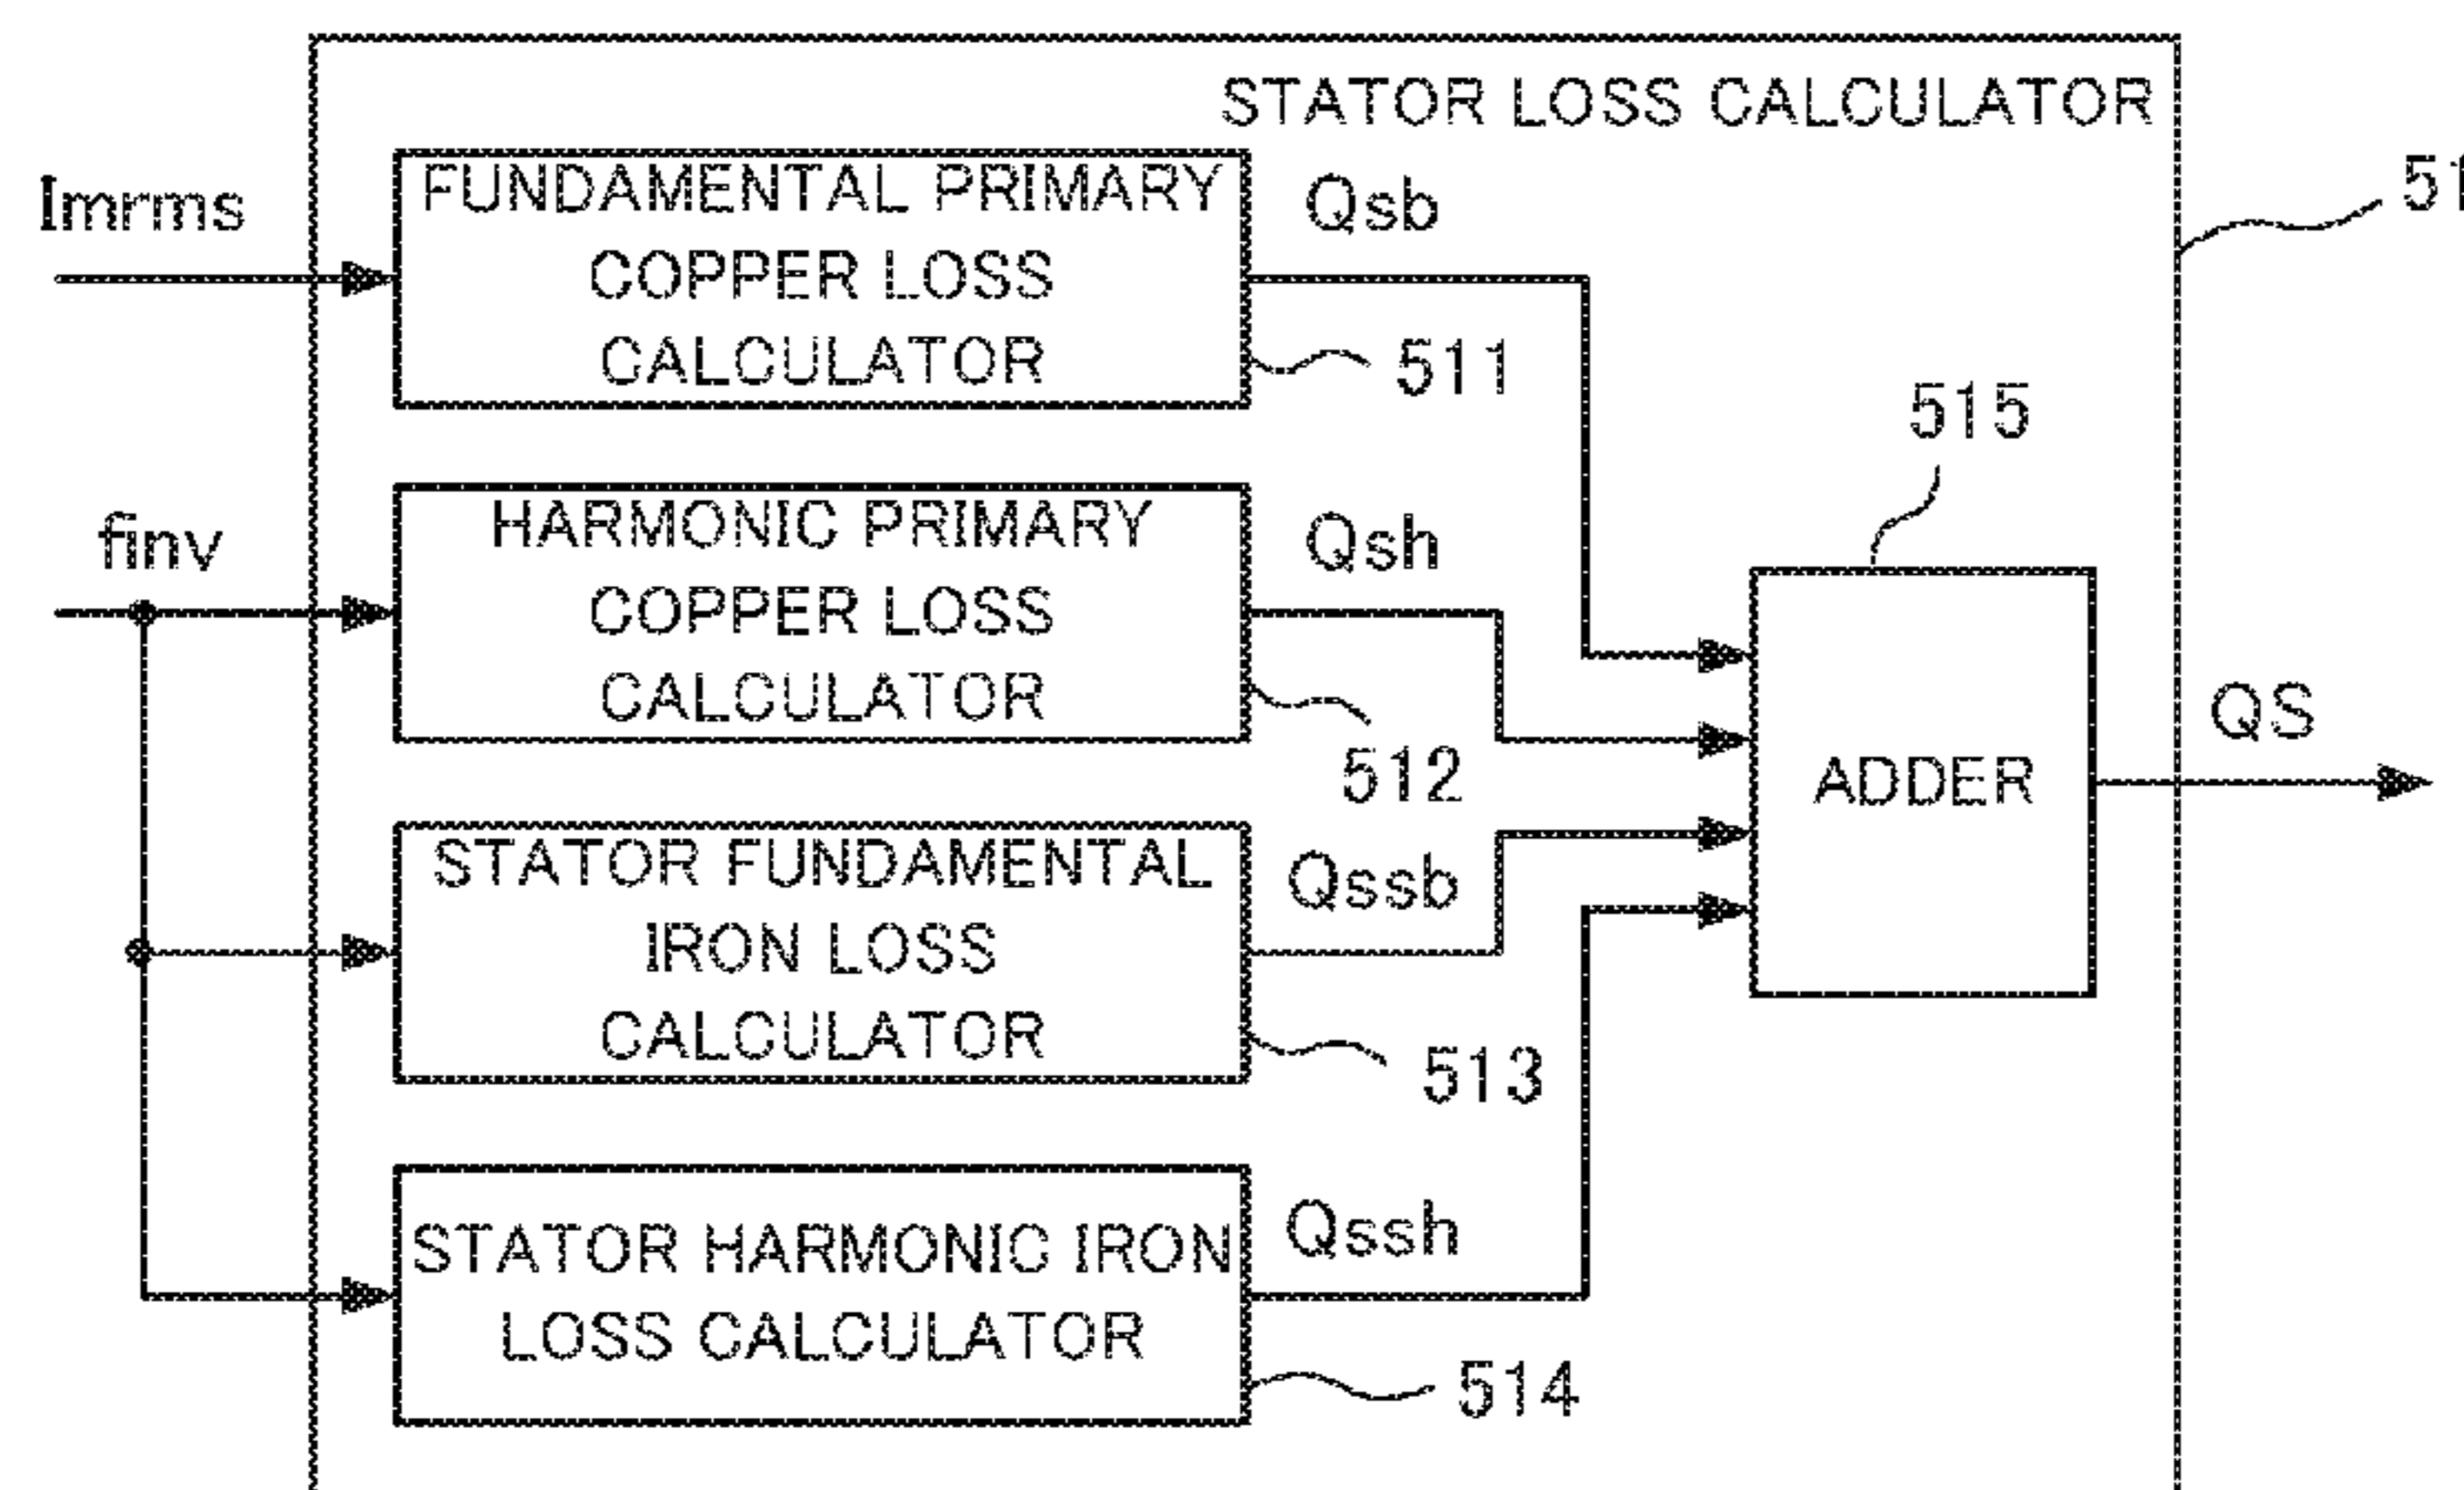 STATOR LOSS CALCULATOR
51
Imrms
FUNDAMENTAL PRIMARY
COPPER LOSS
CALCULATOR
Qsb
511
515
finv
HARMONIC PRIMARY
COPPER LOSS
CALCULATOR
Qsh
512
ADDER
QS
STATOR FUNDAMENTAL
IRON LOSS
CALCULATOR
Qssb
513
STATOR HARMONIC IRON
LOSS CALCULATOR
Qssh
514